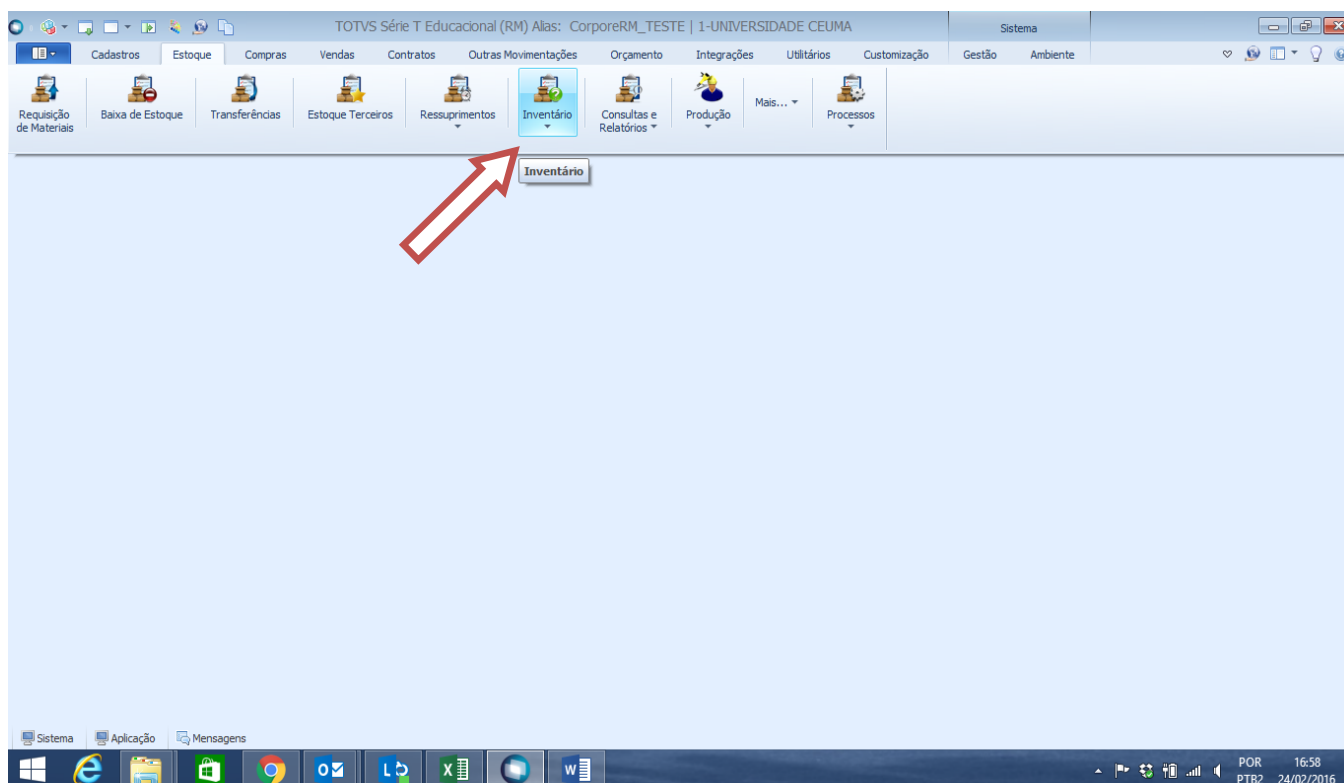 TOTVS Série T Educacional (RM) Alias: CorporeRM_TESTE | 1-UNIVERSIDADE CEUMA
Sistema
Cadastros Estoque Compras Vendas Contratos Outras Movimentações Orçamento Integrações Utilitários Customização Gestão Ambiente
Requisição de Materiais
Baixa de Estoque
Transferências
Estoque Terceiros
Ressuprimentos
Inventário
Consultas e Relatórios
Produção
Mais...
Processos
Inventário
Sistema Aplicação Mensagens
POR 16:58
PTB2 24/02/2016